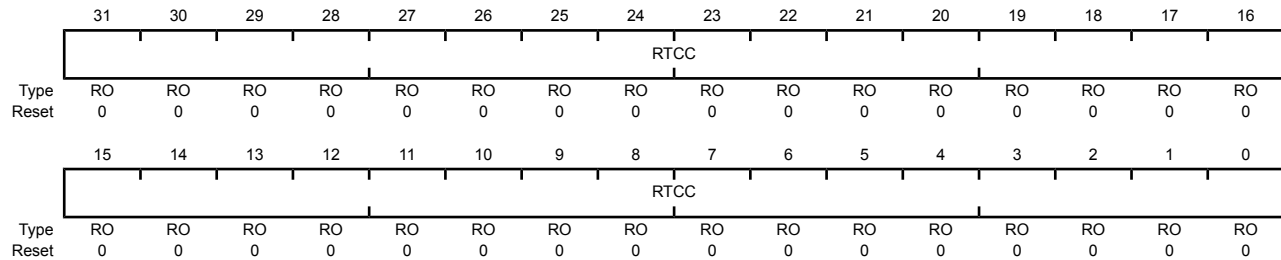 31 30 29 28 27 26 25 24 23 22 21 20 19 18 17 16
RTCC
Type RO RO RO RO RO RO RO RO RO RO RO RO RO RO RO RO
Reset 0 0 0 0 0 0 0 0 0 0 0 0 0 0 0 0
15 14 13 12 11 10 9 8 7 6 5 4 3 2 1 0
RTCC
Type RO RO RO RO RO RO RO RO RO RO RO RO RO RO RO RO
Reset 0 0 0 0 0 0 0 0 0 0 0 0 0 0 0 0